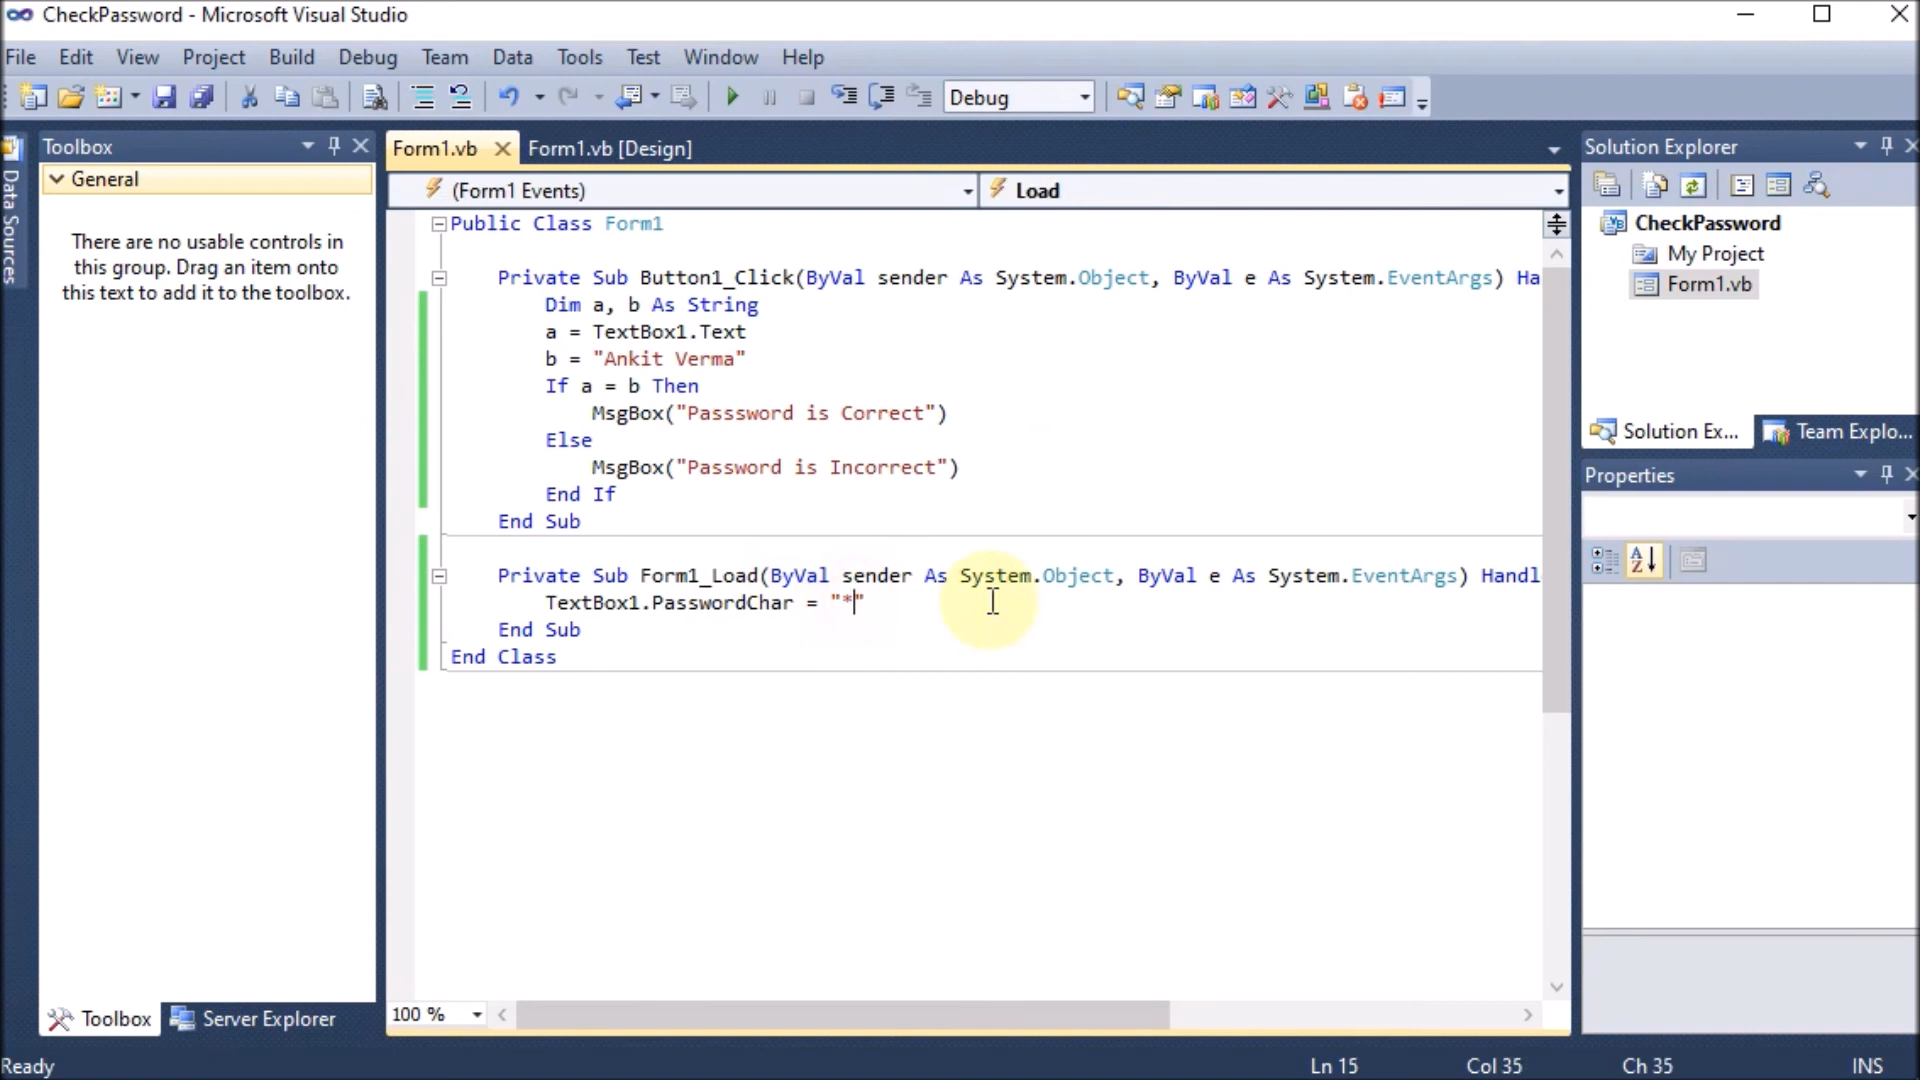 CheckPassword - Microsoft Visual Studio
File Edit View Project Build Debug Team Data Tools Test Window Help
Debug
Data Sources
Toolbox
General
There are no usable controls in
this group. Drag an item onto
this text to add it to the toolbox.
Toolbox Server Explorer
Form1.vb Form1.vb [Design]
(Form1 Events) Load
Public Class Form1
Private Sub Button1_Click(ByVal sender As System.Object, ByVal e As System.EventArgs) Ha
Dim a, b As String
a = TextBox1.Text
b = "Ankit Verma"
If a = b Then
MsgBox("Passsword is Correct")
Else
MsgBox("Password is Incorrect")
End If
End Sub
Private Sub Form1_Load(ByVal sender As System.Object, ByVal e As System.EventArgs) Handl
TextBox1.PasswordChar = "*"
End Sub
End Class
100 %
Solution Explorer
CheckPassword
My Project
Form1.vb
Solution Ex... Team Explo...
Properties
Ready Ln 15 Col 35 Ch 35 INS